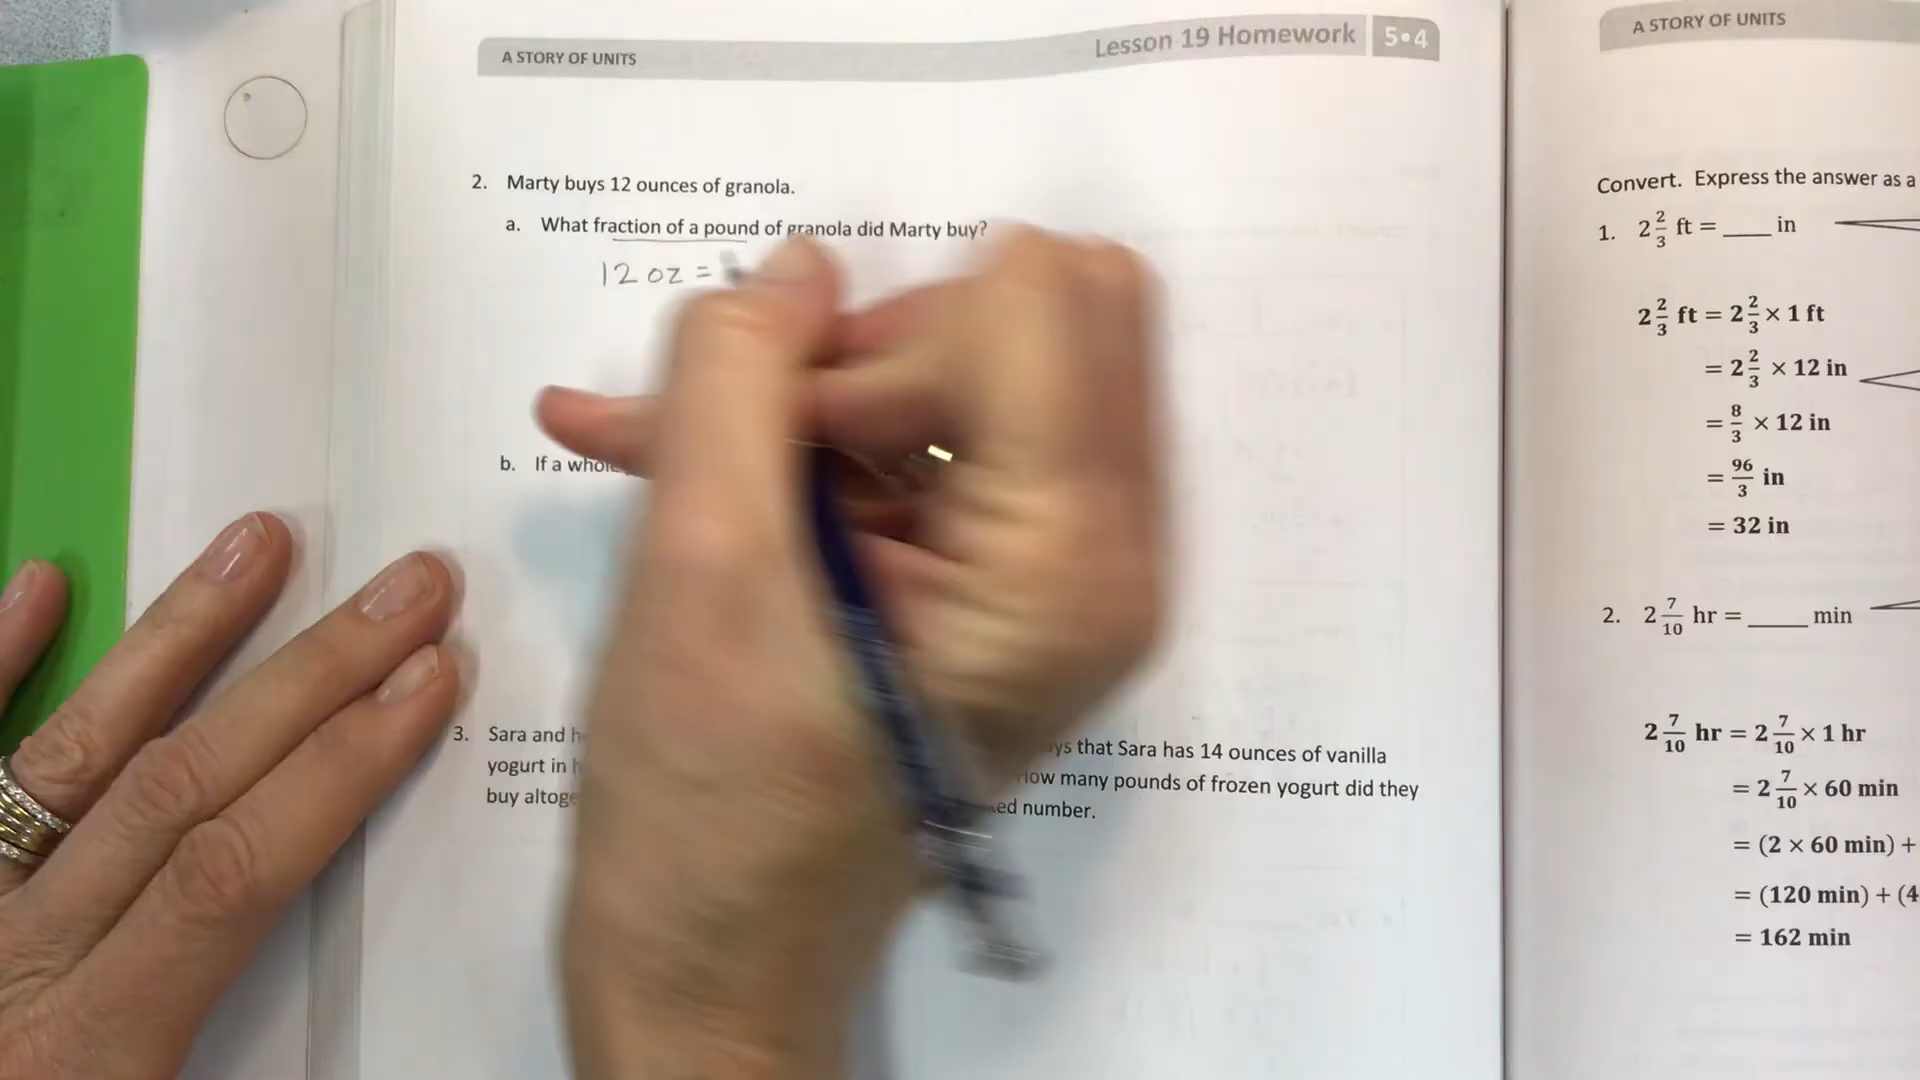 A STORY OF UNITS
Lesson 19 Homework 5•4
2. Marty buys 12 ounces of granola.
a. What fraction of a pound of granola did Marty buy?
12 oz =
b. If a whole
3. Sara and
that Sara has 14 ounces of vanilla
yogurt in
How many pounds of frozen yogurt did they
buy
number.
A STORY OF UNITS
Convert. Express the answer as a
1. 2 2/3 ft = ____ in
2 2/3 ft = 2 2/3 × 1 ft
= 2 2/3 × 12 in
= 8/3 × 12 in
= 96/3 in
= 32 in
2. 2 7/10 hr = _____ min
2 7/10 hr = 2 7/10 × 1 hr
= 2 7/10 × 60 min
= (2 × 60 min) +
= (120 min) + (4
= 162 min